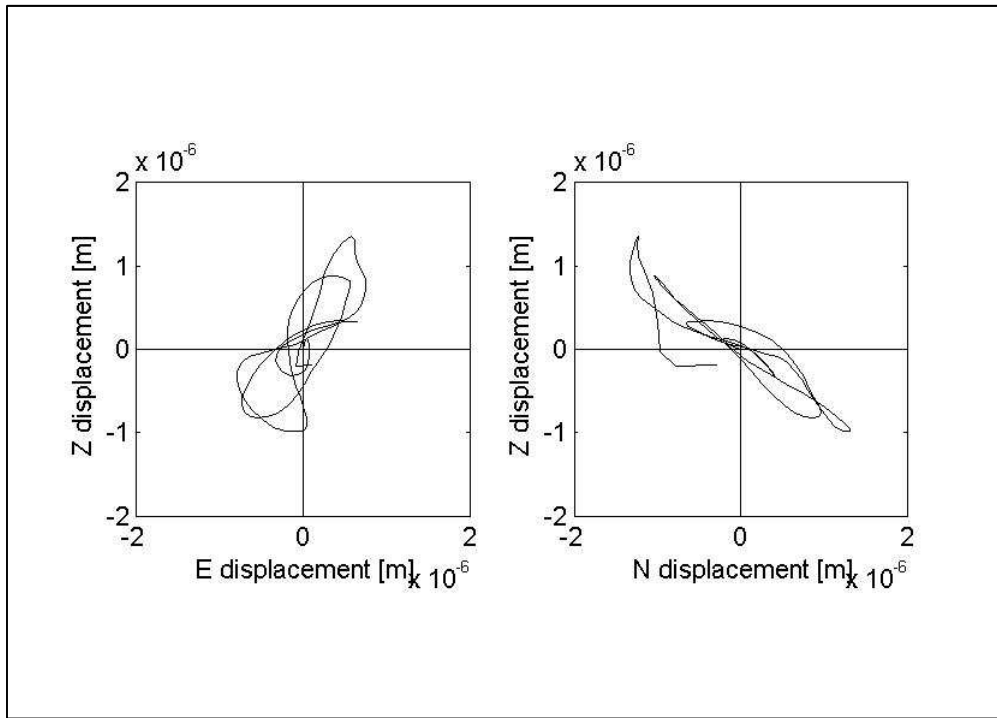 x 10-6
2
1
0
-1
-2
Z displacement [m]
-2 0 2
E displacement [m]
x 10-6
x 10-6
2
1
0
-1
-2
Z displacement [m]
-2 0 2
N displacement [m]
x 10-6